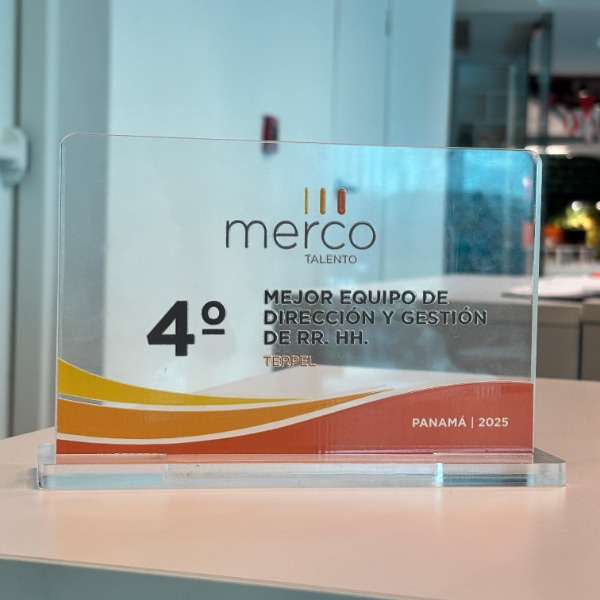 merco
TALENTO
4º
MEJOR EQUIPO DE
DIRECCIÓN Y GESTIÓN
DE RR. HH.
TERPEL
PANAMÁ | 2025